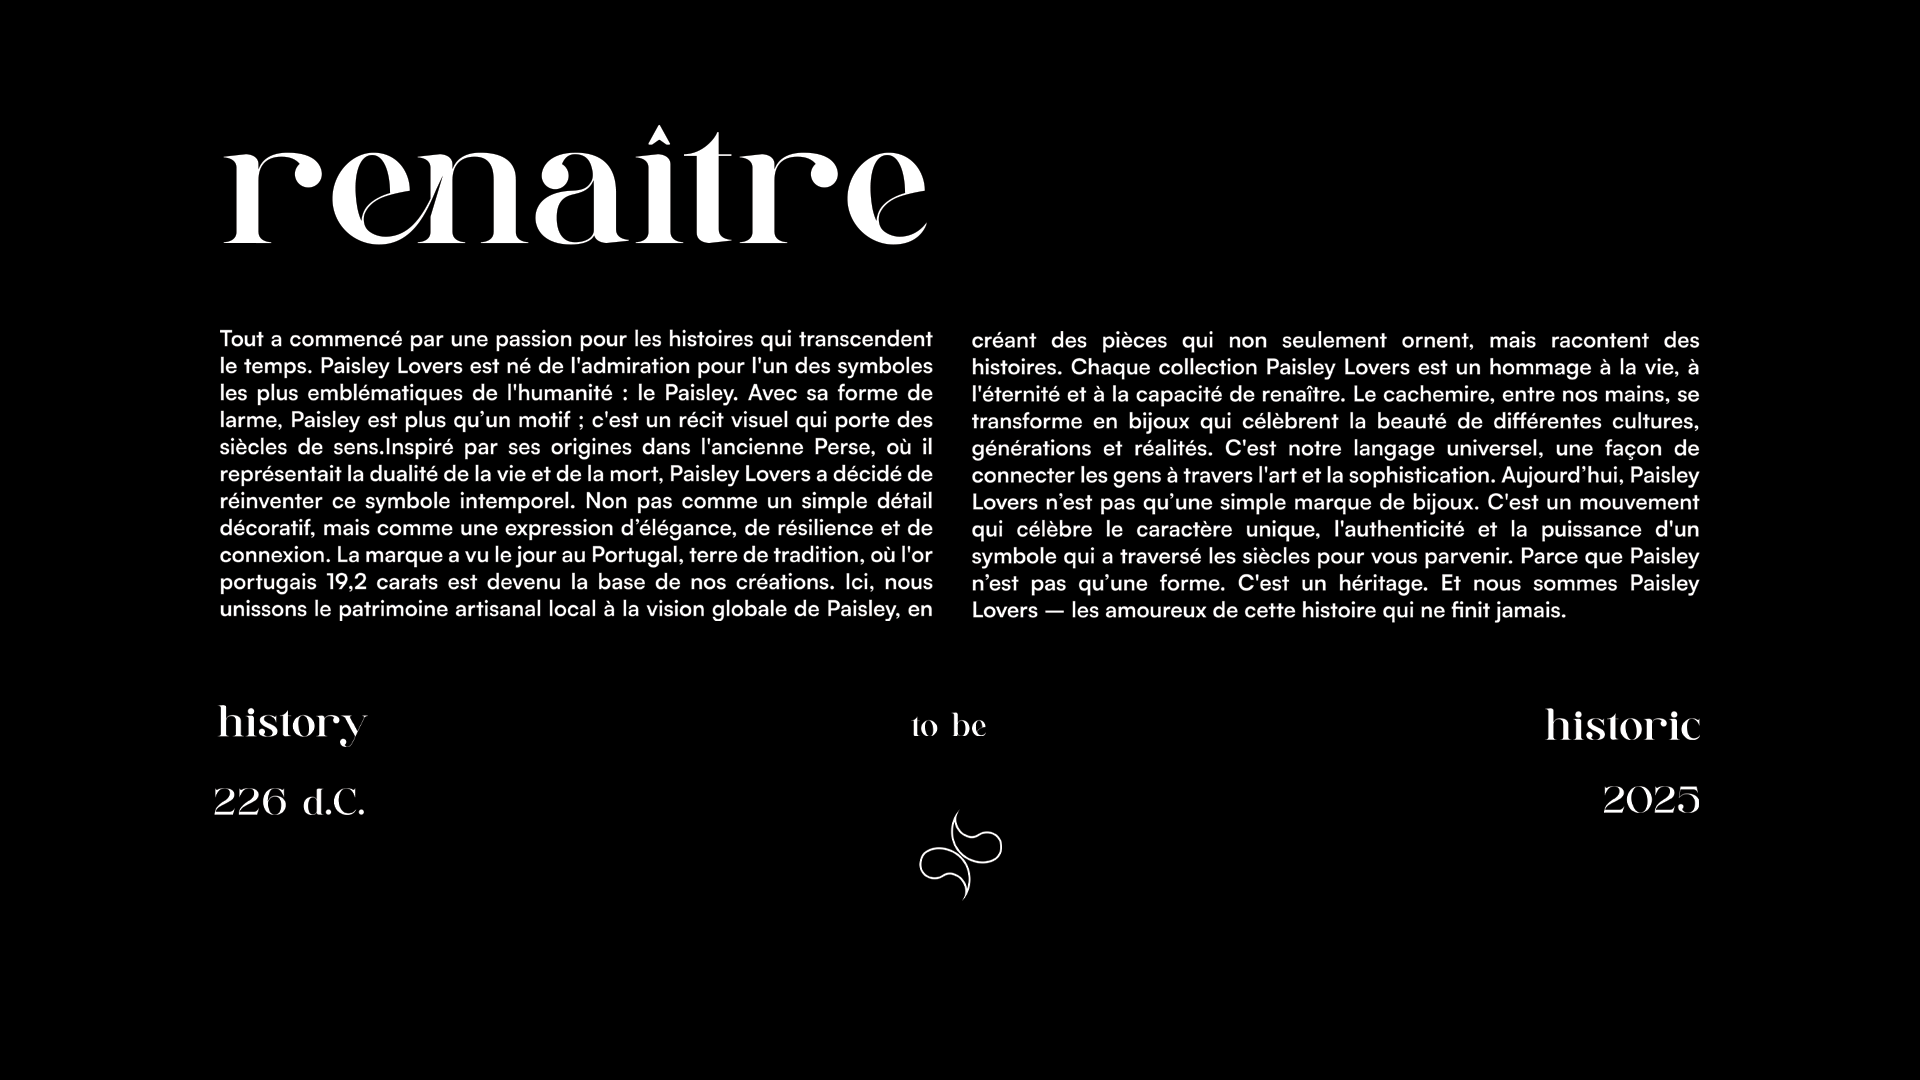 renaître
Tout a commencé par une passion pour les histoires qui transcendent
le temps. Paisley Lovers est né de l'admiration pour l'un des symboles
les plus emblématiques de l'humanité : le Paisley. Avec sa forme de
larme, Paisley est plus qu’un motif ; c'est un récit visuel qui porte des
siècles de sens.Inspiré par ses origines dans l'ancienne Perse, où il
représentait la dualité de la vie et de la mort, Paisley Lovers a décidé de
réinventer ce symbole intemporel. Non pas comme un simple détail
décoratif, mais comme une expression d’élégance, de résilience et de
connexion. La marque a vu le jour au Portugal, terre de tradition, où l'or
portugais 19,2 carats est devenu la base de nos créations. Ici, nous
unissons le patrimoine artisanal local à la vision globale de Paisley, en
créant des pièces qui non seulement ornent, mais racontent des
histoires. Chaque collection Paisley Lovers est un hommage à la vie, à
l'éternité et à la capacité de renaître. Le cachemire, entre nos mains, se
transforme en bijoux qui célèbrent la beauté de différentes cultures,
générations et réalités. C'est notre langage universel, une façon de
connecter les gens à travers l'art et la sophistication. Aujourd’hui, Paisley
Lovers n’est pas qu’une simple marque de bijoux. C'est un mouvement
qui célèbre le caractère unique, l'authenticité et la puissance d'un
symbole qui a traversé les siècles pour vous parvenir. Parce que Paisley
n’est pas qu’une forme. C'est un héritage. Et nous sommes Paisley
Lovers — les amoureux de cette histoire qui ne finit jamais.
history
to be
historic
226 d.C.
2025